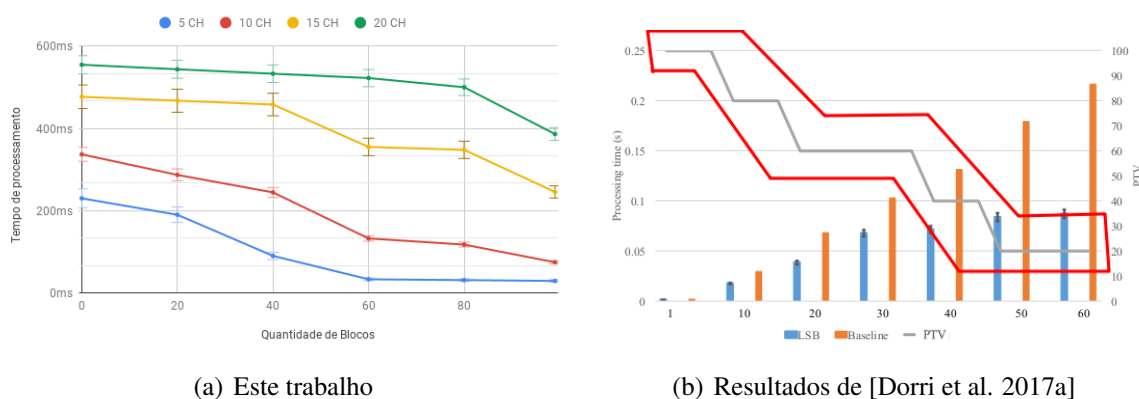 5 CH 10 CH 15 CH 20 CH
600ms
400ms
200ms
0ms
Tempo de processamento
0 20 40 60 80
Quantidade de Blocos
(a) Este trabalho
0.25
0.2
0.15
0.1
0.05
0
Processing time (s)
100
90
80
70
60
50
40
30
20
10
0
PTV
1 10 20 30 40 50 60
LSB Baseline PTV
(b) Resultados de [Dorri et al. 2017a]